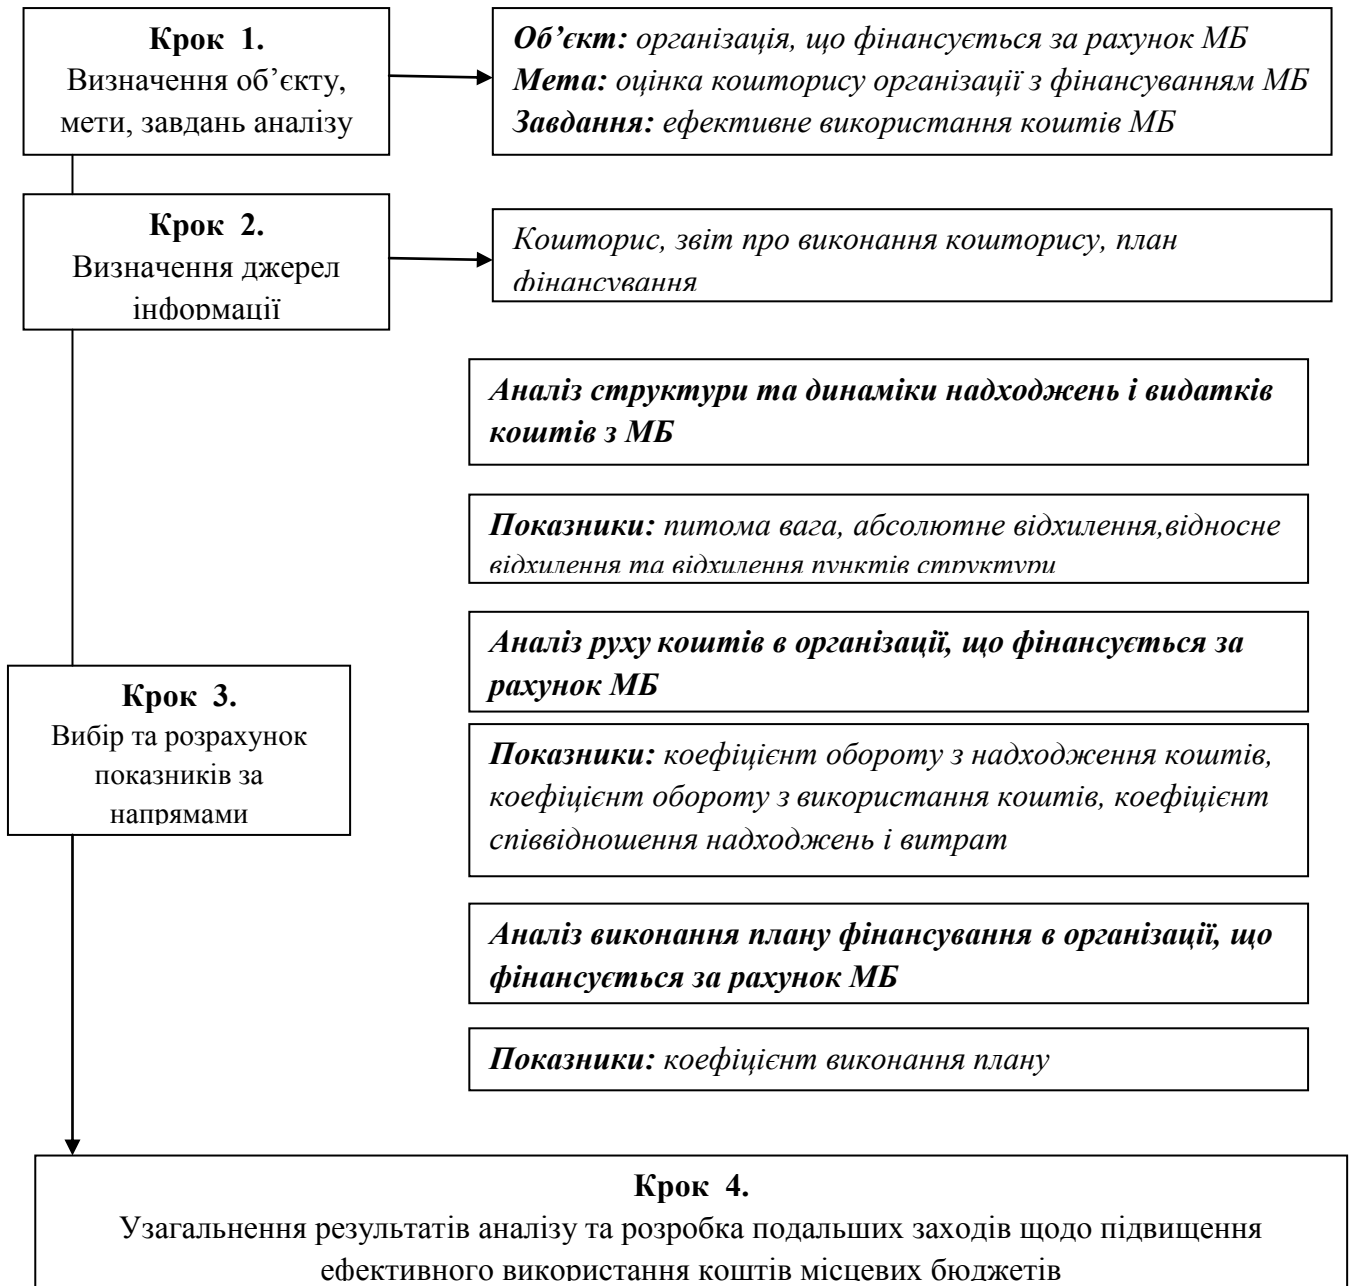 Крок 1.
Визначення об’єкту,
мети, завдань аналізу
Об’єкт: організація, що фінансується за рахунок МБ
Мета: оцінка кошторису організації з фінансуванням МБ
Завдання: ефективне використання коштів МБ
Крок 2.
Визначення джерел
інформації
Кошторис, звіт про виконання кошторису, план
фінансування
Аналіз структури та динаміки надходжень і видатків
коштів з МБ
Показники: питома вага, абсолютне відхилення,відносне
відхилення та відхилення пунктів структури
Аналіз руху коштів в організації, що фінансується за
рахунок МБ
Крок 3.
Вибір та розрахунок
показників за
напрямами
Показники: коефіцієнт обороту з надходження коштів,
коефіцієнт обороту з використання коштів, коефіцієнт
співвідношення надходжень і витрат
Аналіз виконання плану фінансування в організації, що
фінансується за рахунок МБ
Показники: коефіцієнт виконання плану
Крок 4.
Узагальнення результатів аналізу та розробка подальших заходів щодо підвищення
ефективного використання коштів місцевих бюджетів